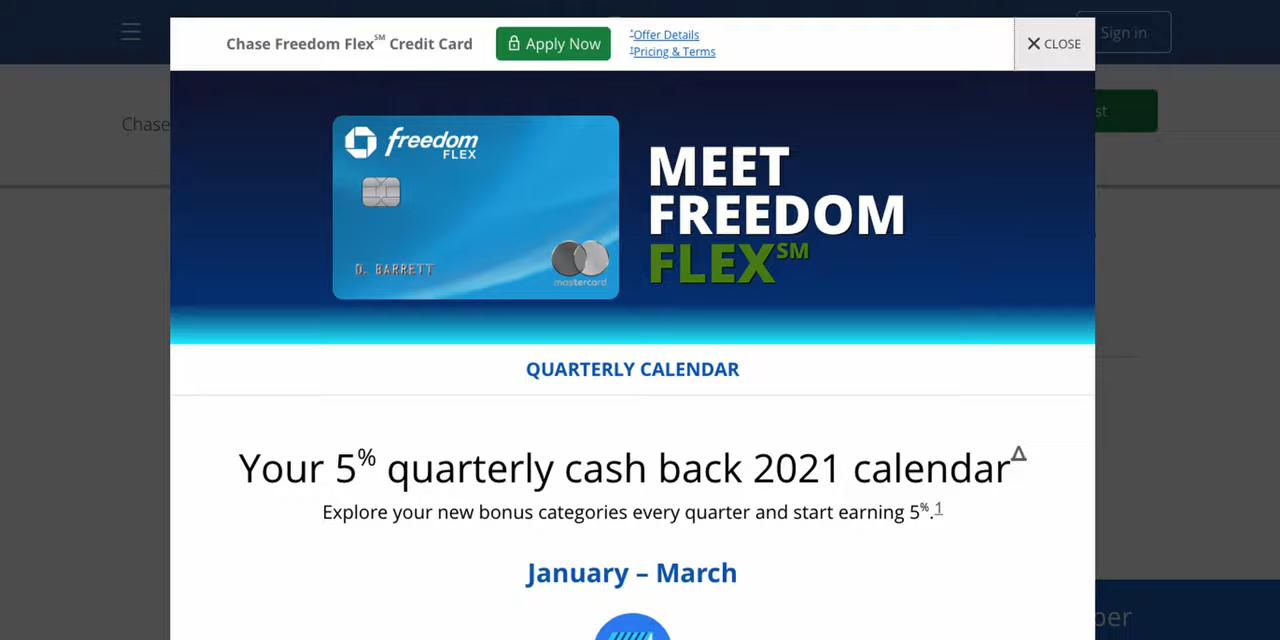 Sign in
Chase Freedom Flex℠ Credit Card
Apply Now
*Offer Details
†Pricing & Terms
CLOSE
Chase
freedom
FLEX
D. BARRETT
mastercard
MEET
FREEDOM
FLEX℠
QUARTERLY CALENDAR
Your 5% quarterly cash back 2021 calendarΔ
Explore your new bonus categories every quarter and start earning 5%.1
January – March